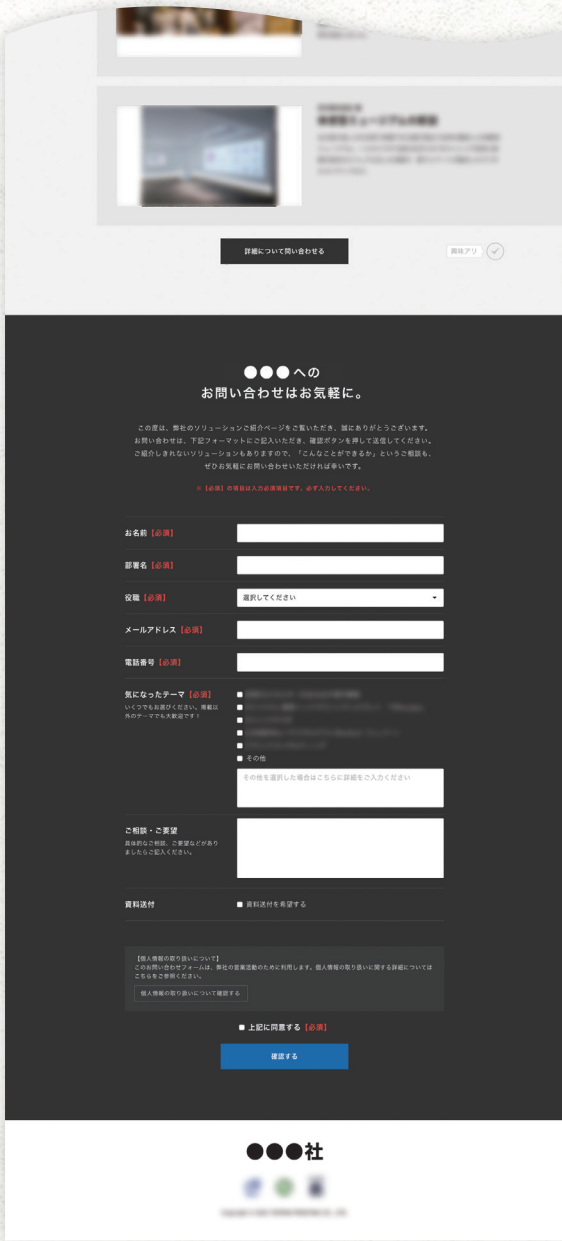 詳細について問い合わせる
興味アリ
●●●への
お問い合わせはお気軽に。
この度は、弊社のソリューションご紹介ページをご覧いただき、誠にありがとうございます。
お問い合わせは、下記フォーマットにご記入いただき、確認ボタンを押して送信してください。
ご紹介しきれないソリューションもありますので、「こんなことができるか」というご相談も、
ぜひお気軽にお問い合わせいただければ幸いです。
※【必須】の項目は入力必須項目です。必ず入力してください。
お名前【必須】
部署名【必須】
役職【必須】 選択してください
メールアドレス【必須】
電話番号【必須】
気になったテーマ【必須】
いくつでもお選びください。掲載以
外のテーマでも大歓迎です！
その他
その他を選択した場合はこちらに詳細をご入力ください
ご相談・ご要望
具体的なご相談、ご要望などがあり
ましたらご記入ください。
資料送付 資料送付を希望する
【個人情報の取り扱いについて】
このお問い合わせフォームは、弊社の営業活動のために利用します。個人情報の取り扱いに関する詳細については
こちらをご参照ください。
個人情報の取り扱いについて確認する
上記に同意する【必須】
確認する
●●●社